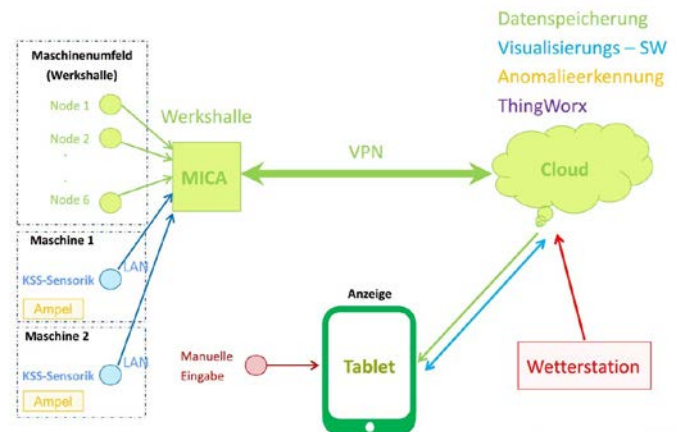 Datenspeicherung
Visualisierungs – SW
Anomalieerkennung
ThingWorx
Maschinenumfeld
(Werkshalle)
Node 1
Node 2
.
.
Node 6
Werkshalle
MICA
VPN
Cloud
Maschine 1
LAN
KSS-Sensorik
Ampel
Maschine 2
LAN
KSS-Sensorik
Ampel
Anzeige
Manuelle
Eingabe
Tablet
Wetterstation